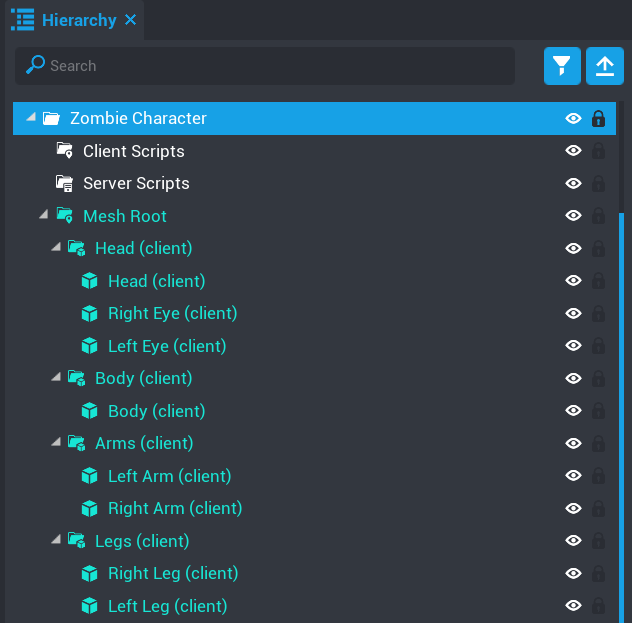 Hierarchy
Search
Zombie Character
Client Scripts
Server Scripts
Mesh Root
Head (client)
Head (client)
Right Eye (client)
Left Eye (client)
Body (client)
Body (client)
Arms (client)
Left Arm (client)
Right Arm (client)
Legs (client)
Right Leg (client)
Left Leg (client)